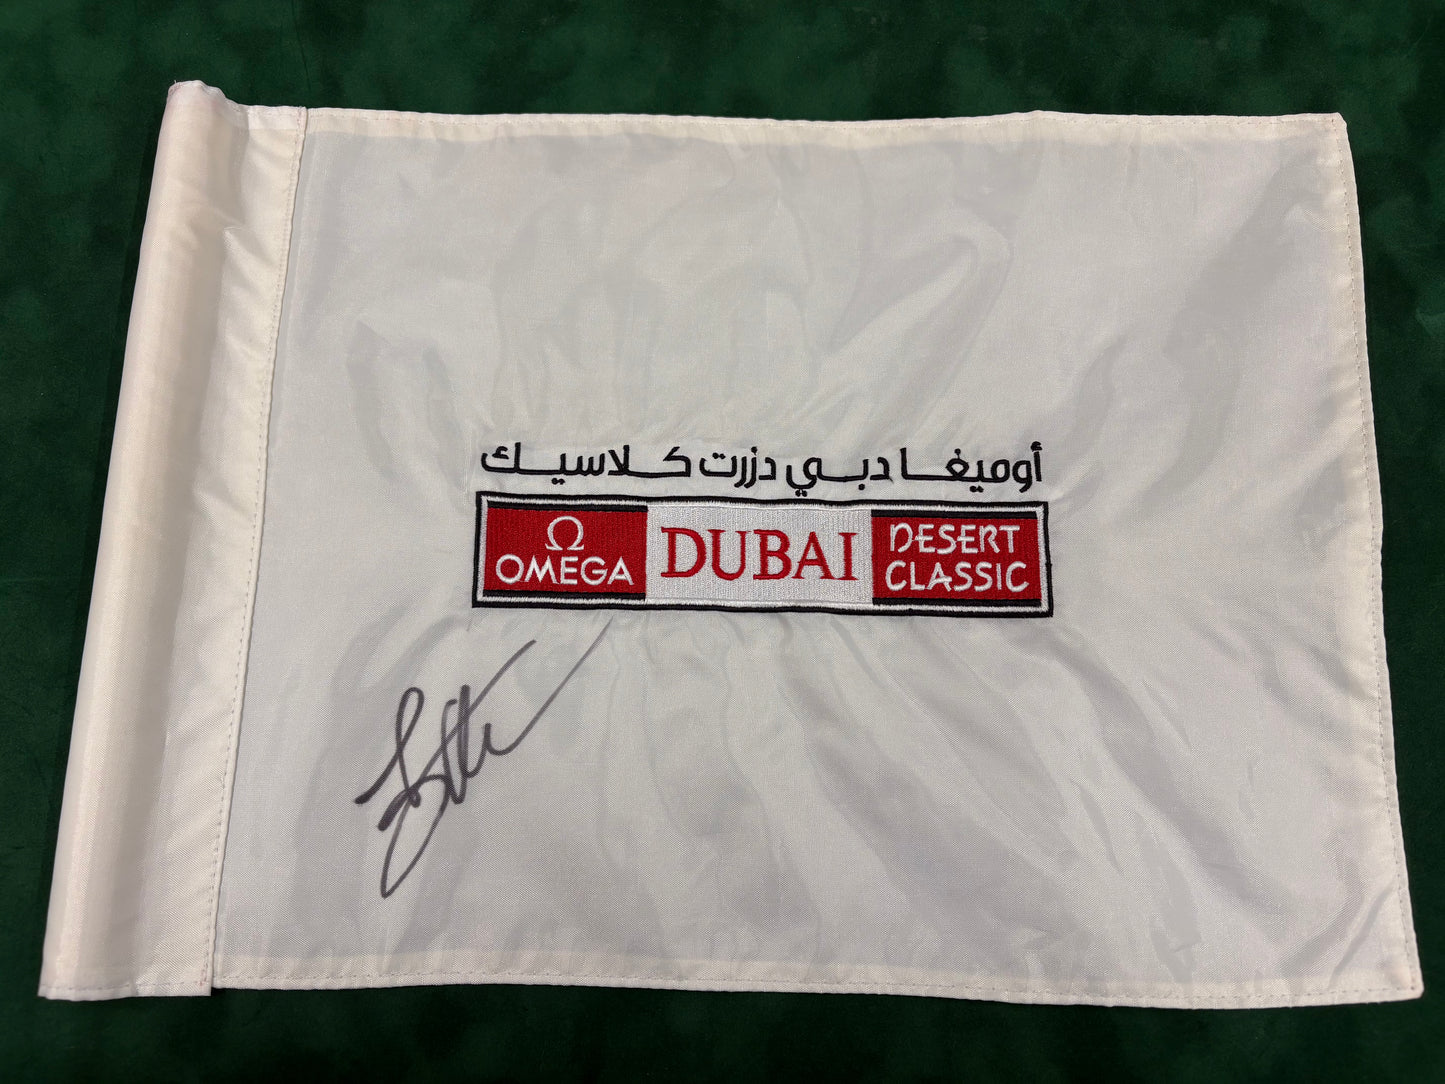 أوميغا دبي دزرت كلاسيك
Ω
OMEGA
DUBAI
DESERT
CLASSIC